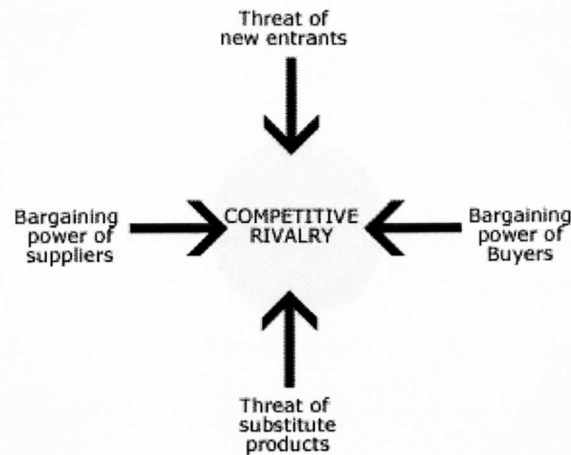 Threat of
new entrants
Bargaining
power of
suppliers
COMPETITIVE
RIVALRY
Bargaining
power of
Buyers
Threat of
substitute
products